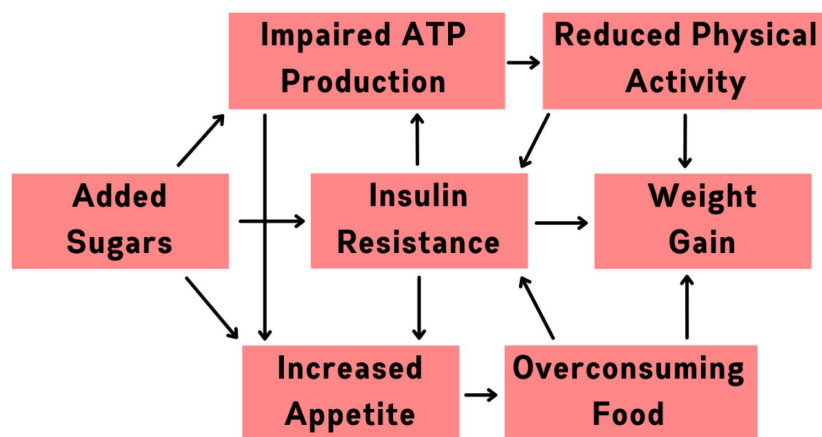 Impaired ATP
Production
Reduced Physical
Activity
Added
Sugars
Insulin
Resistance
Weight
Gain
Increased
Appetite
Overconsuming
Food